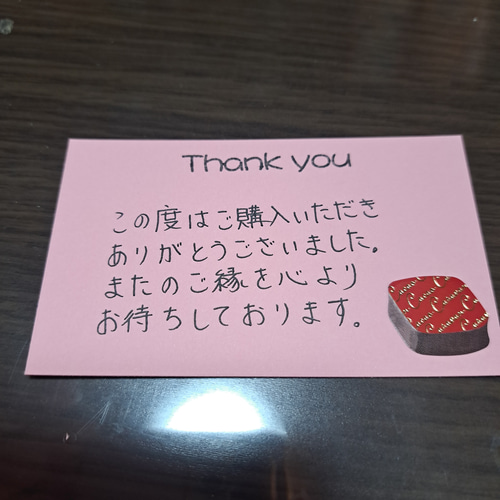 Thank you
この度はご購入いただき
ありがとうございました。
またのご縁を心より
お待ちしております。